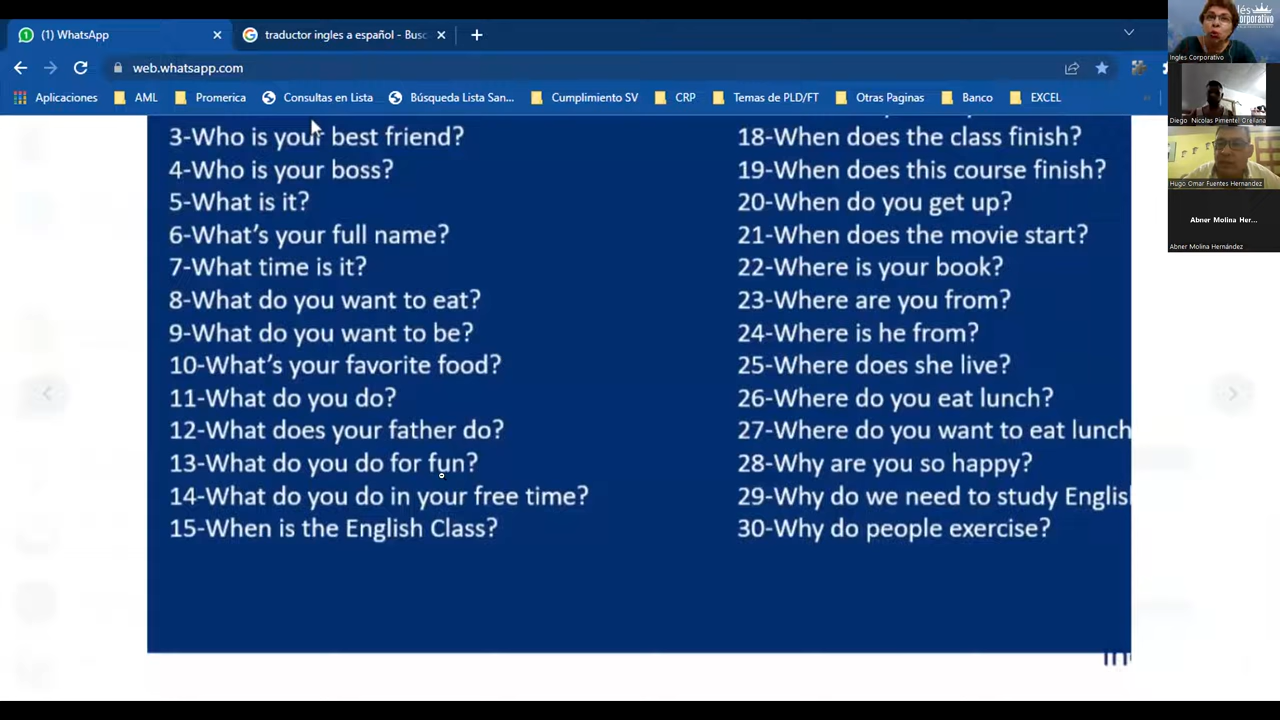 (1) WhatsApp
traductor ingles a español - Busc
web.whatsapp.com
Aplicaciones
AML
Promerica
Consultas en Lista
Búsqueda Lista San...
Cumplimiento SV
CRP
Temas de PLD/FT
Otras Paginas
Banco
EXCEL
3-Who is your best friend?
4-Who is your boss?
5-What is it?
6-What's your full name?
7-What time is it?
8-What do you want to eat?
9-What do you want to be?
10-What's your favorite food?
11-What do you do?
12-What does your father do?
13-What do you do for fun?
14-What do you do in your free time?
15-When is the English Class?
18-When does the class finish?
19-When does this course finish?
20-When do you get up?
21-When does the movie start?
22-Where is your book?
23-Where are you from?
24-Where is he from?
25-Where does she live?
26-Where do you eat lunch?
27-Where do you want to eat lunch
28-Why are you so happy?
29-Why do we need to study Englis
30-Why do people exercise?
Ingles Corporativo
Diego Nicolas Pimentel Orellana
Hugo Omar Fuentes Hernandez
Abner Molina Her...
Abner Molina Hernández